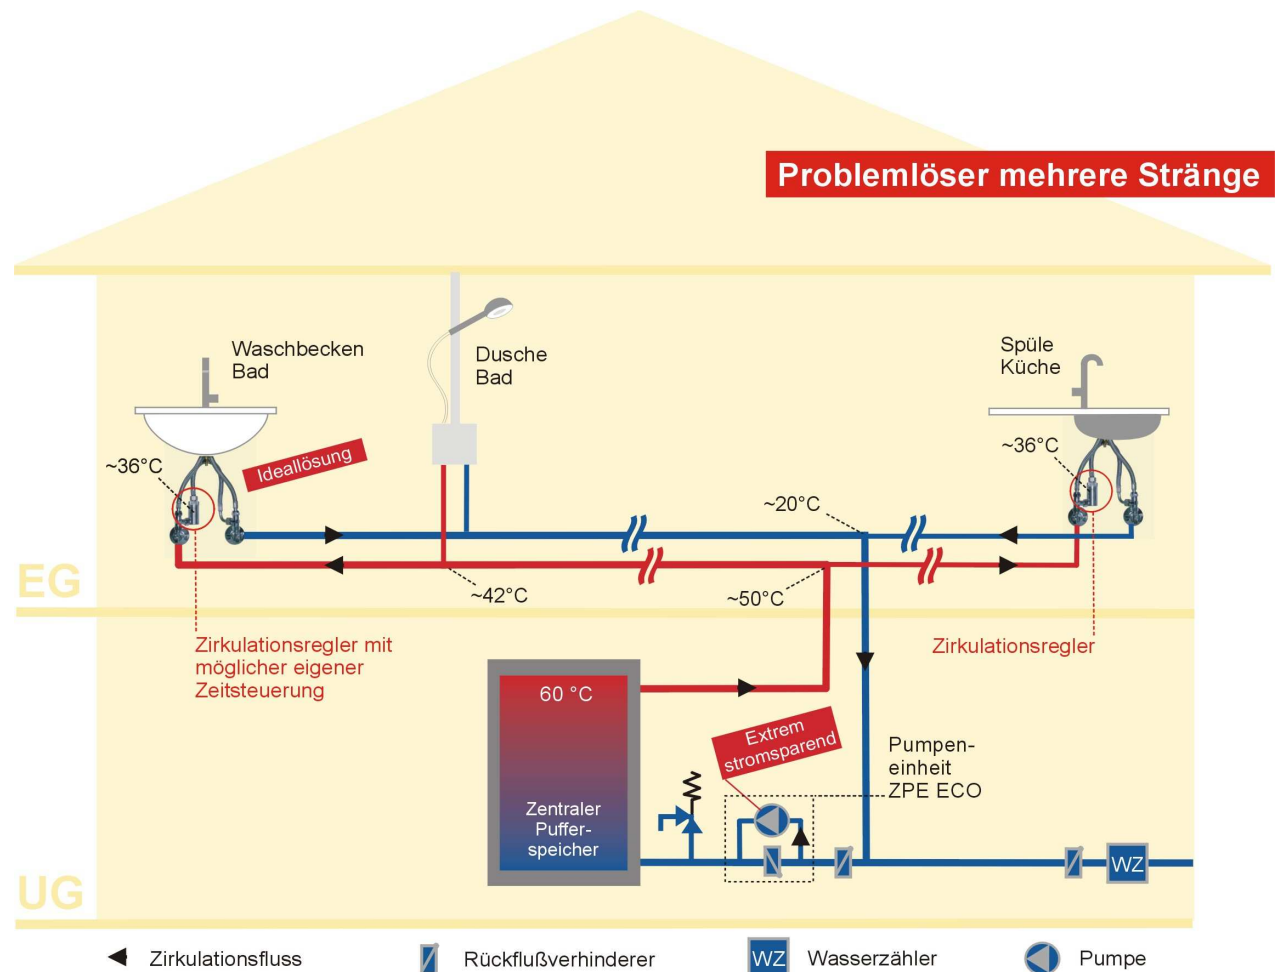 Problemlöser mehrere Stränge
Waschbecken
Bad
Dusche
Bad
Spüle
Küche
~36°C
Ideallösung
~36°C
~20°C
EG
~42°C
~50°C
Zirkulationsregler mit
möglicher eigener
Zeitsteuerung
Zirkulationsregler
60 °C
Extrem
stromsparend
Pumpen-
einheit
ZPE ECO
Zentraler
Puffer-
speicher
WZ
UG
Zirkulationsfluss
Rückflußverhinderer
WZ
Wasserzähler
Pumpe